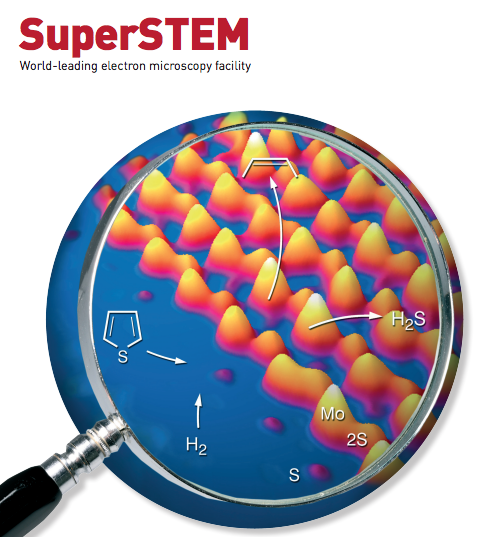 SuperSTEM
World-leading electron microscopy facility
H₂S
S
Mo
2S
H₂
S